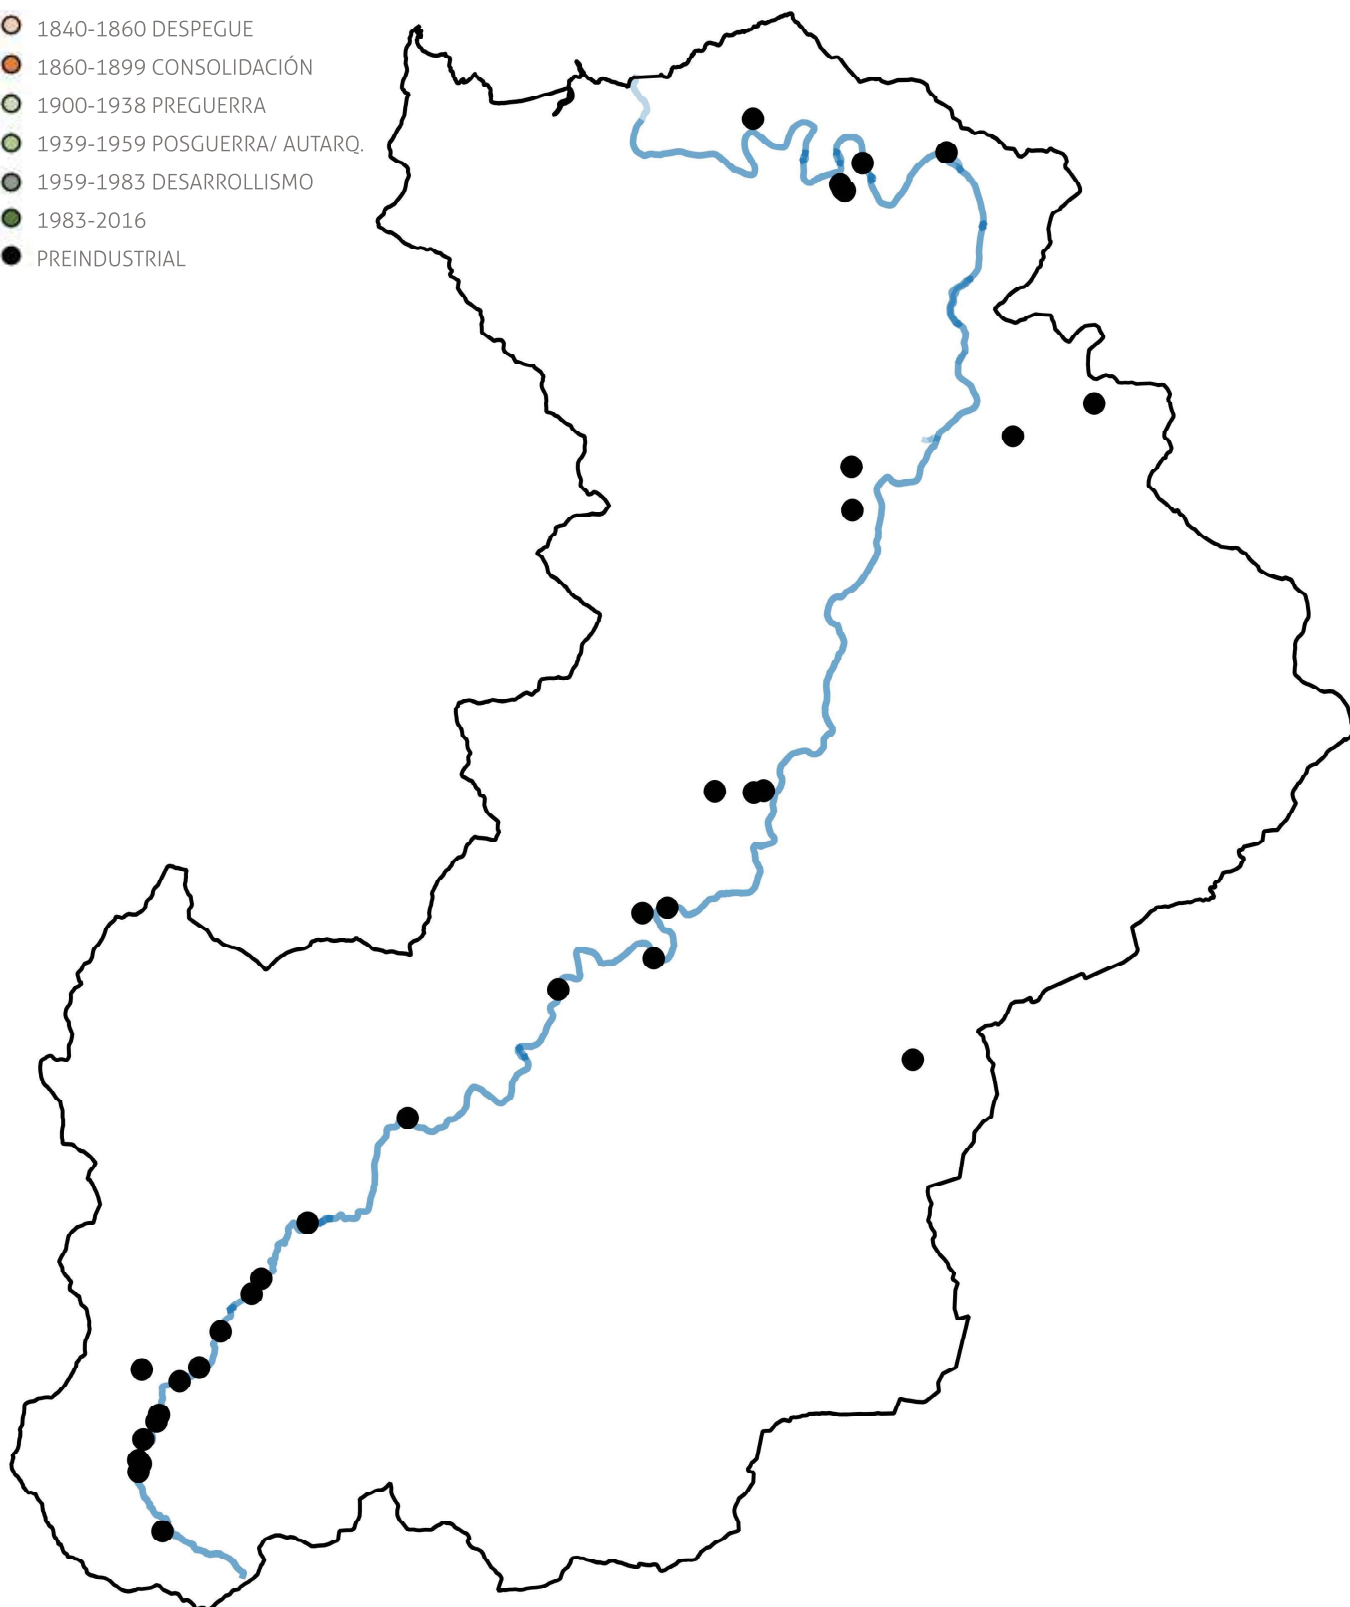 1840-1860 DESPEGUE
1860-1899 CONSOLIDACIÓN
1900-1938 PREGUERRA
1939-1959 POSGUERRA/ AUTARQ.
1959-1983 DESARROLLISMO
1983-2016
PREINDUSTRIAL